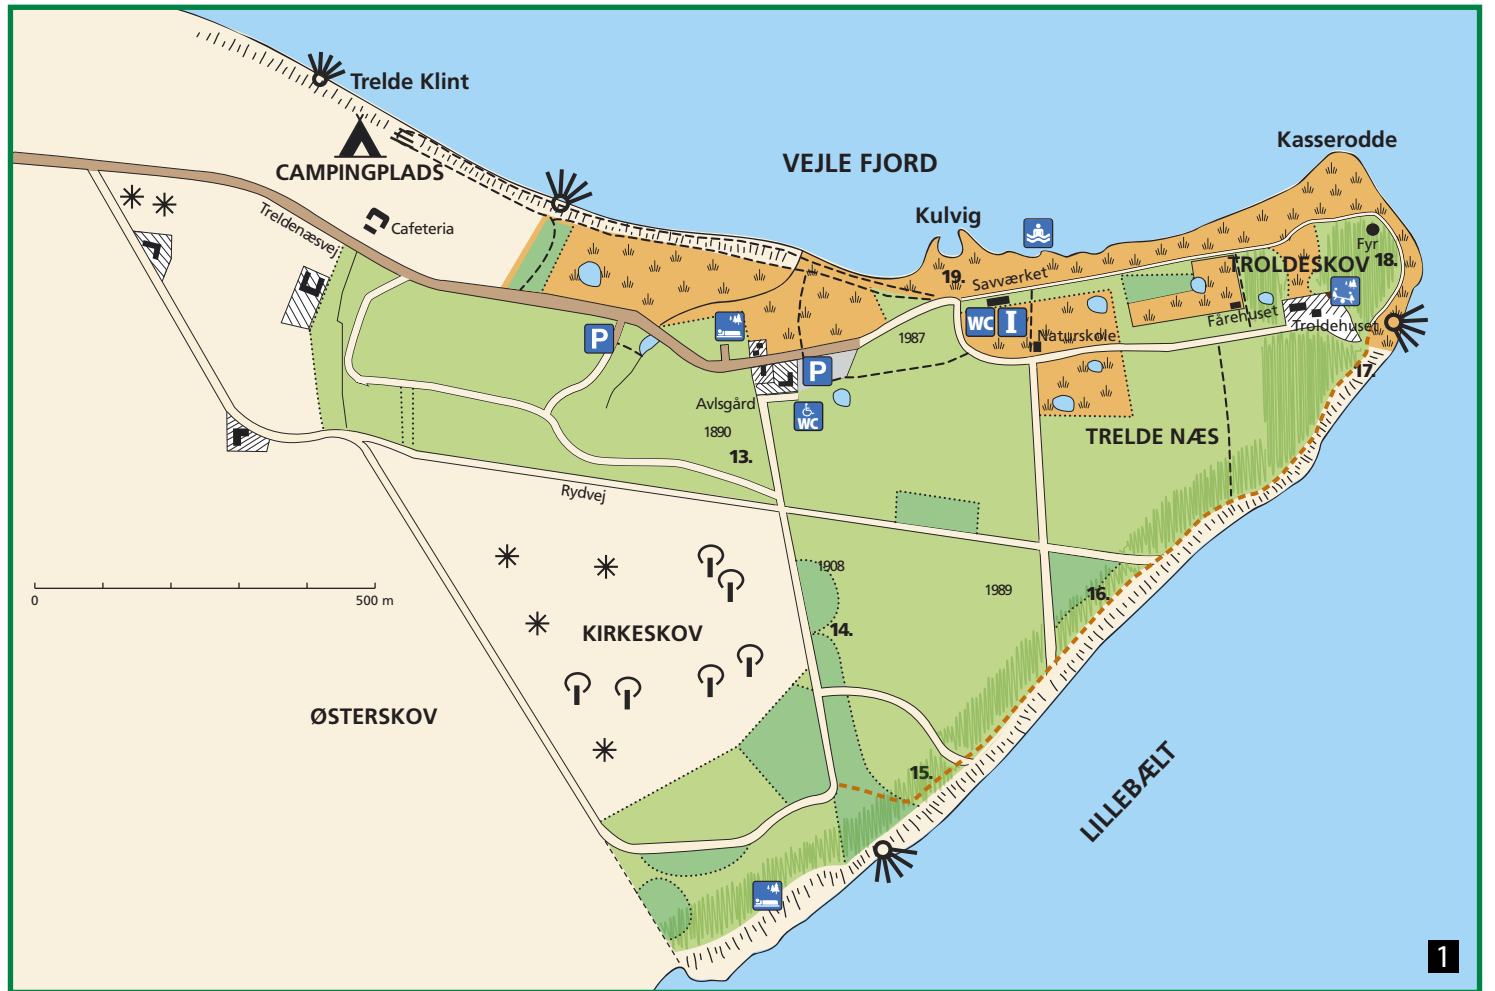 Trelde Klint
CAMPINGPLADS
Treldenæsvej
Cafeteria
VEJLE FJORD
Kasserodde
Kulvig
Fyr
18.
TROLDESKOV
19.
Savværket
Fårehuset
Troldehuset
WC
I
Naturskole
P
1987
P
17.
Avlsgård
WC
1890
13.
TRELDE NÆS
Rydvej
1908
1989
16.
0
500 m
14.
KIRKESKOV
ØSTERSKOV
15.
LILLEBÆLT
1